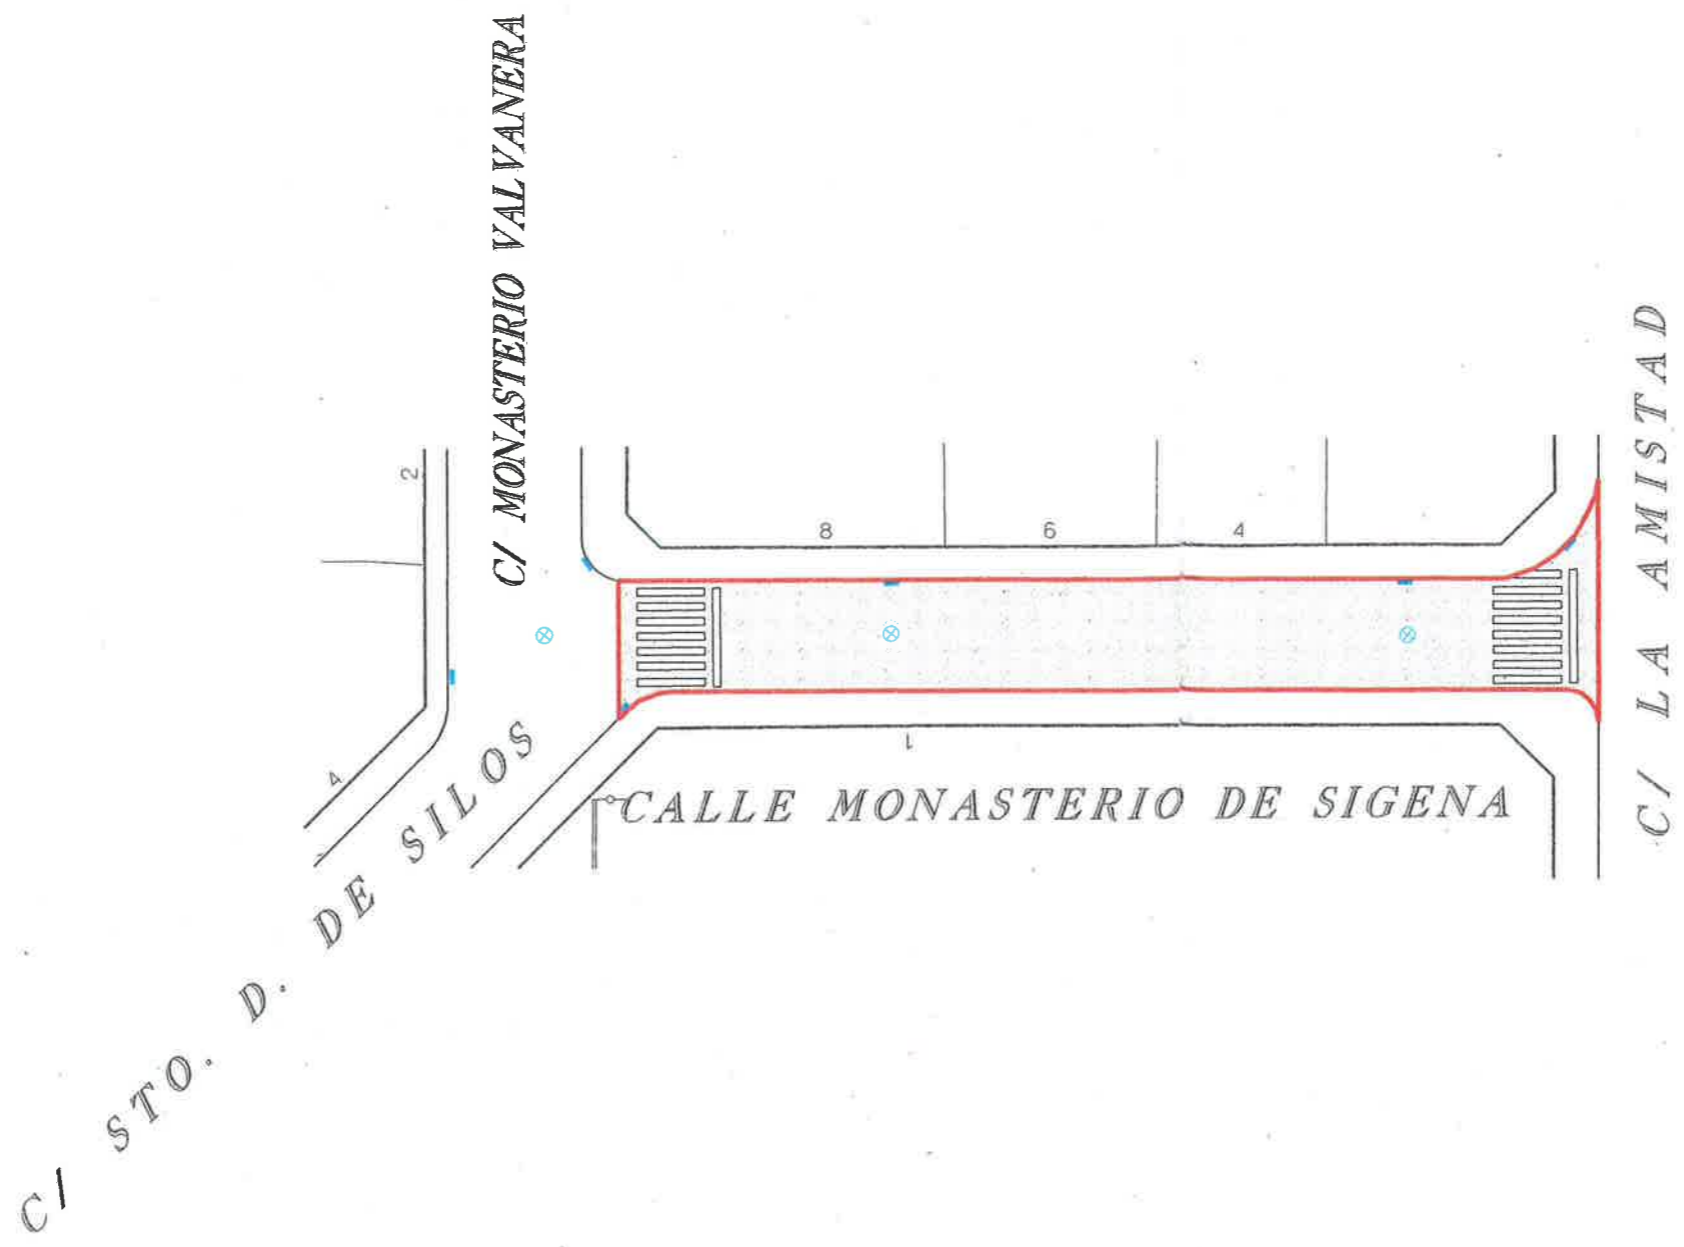 C/ MONASTERIO VALVANERA
C/ LA AMISTAD
2
8
6
4
4
1
CALLE MONASTERIO DE SIGENA
C/ STO. D. DE SILOS